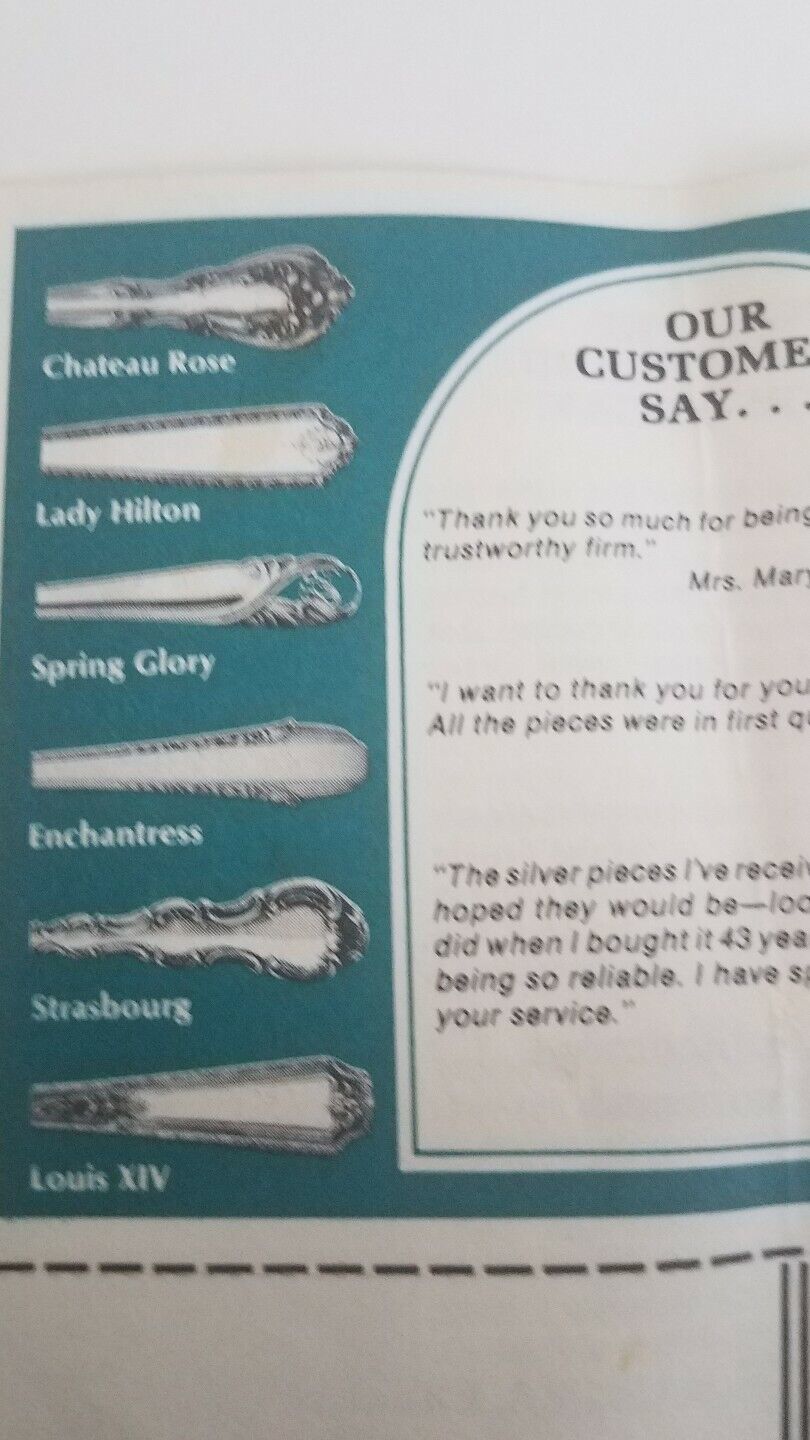 Chateau Rose
Lady Hilton
Spring Glory
Enchantress
Strasbourg
Louis XIV
OUR
CUSTOME
SAY. . .
"Thank you so much for being
trustworthy firm."
Mrs. Mary
"I want to thank you for you
All the pieces were in first q
"The silver pieces I've receiv
hoped they would be—loo
did when I bought it 43 yea
being so reliable. I have sp
your service."